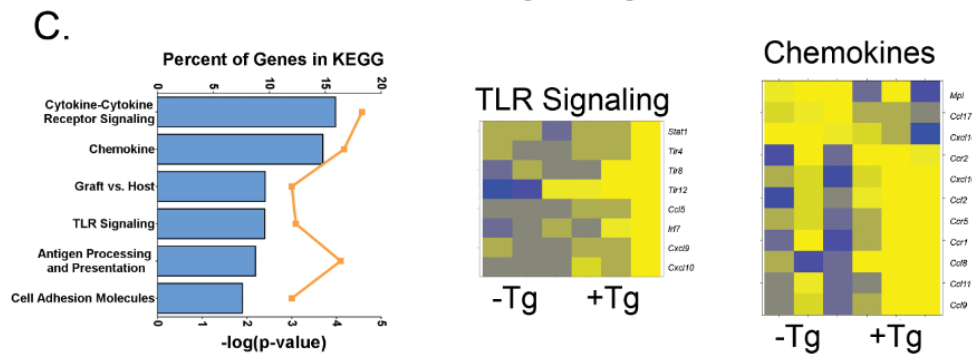 C.
Percent of Genes in KEGG
0 5 10 15 20
Cytokine-Cytokine
Receptor Signaling
Chemokine
Graft vs. Host
TLR Signaling
Antigen Processing
and Presentation
Cell Adhesion Molecules
0 1 2 3 4 5
-log(p-value)
TLR Signaling
Stat1
Tlr4
Tlr8
Tlr12
Ccl5
Irf7
Cxcl9
Cxcl10
-Tg +Tg
Chemokines
Mpl
Ccl17
Ccr2
Ccl2
Ccr5
Ccr1
Ccl8
Ccl11
Ccl9
-Tg +Tg